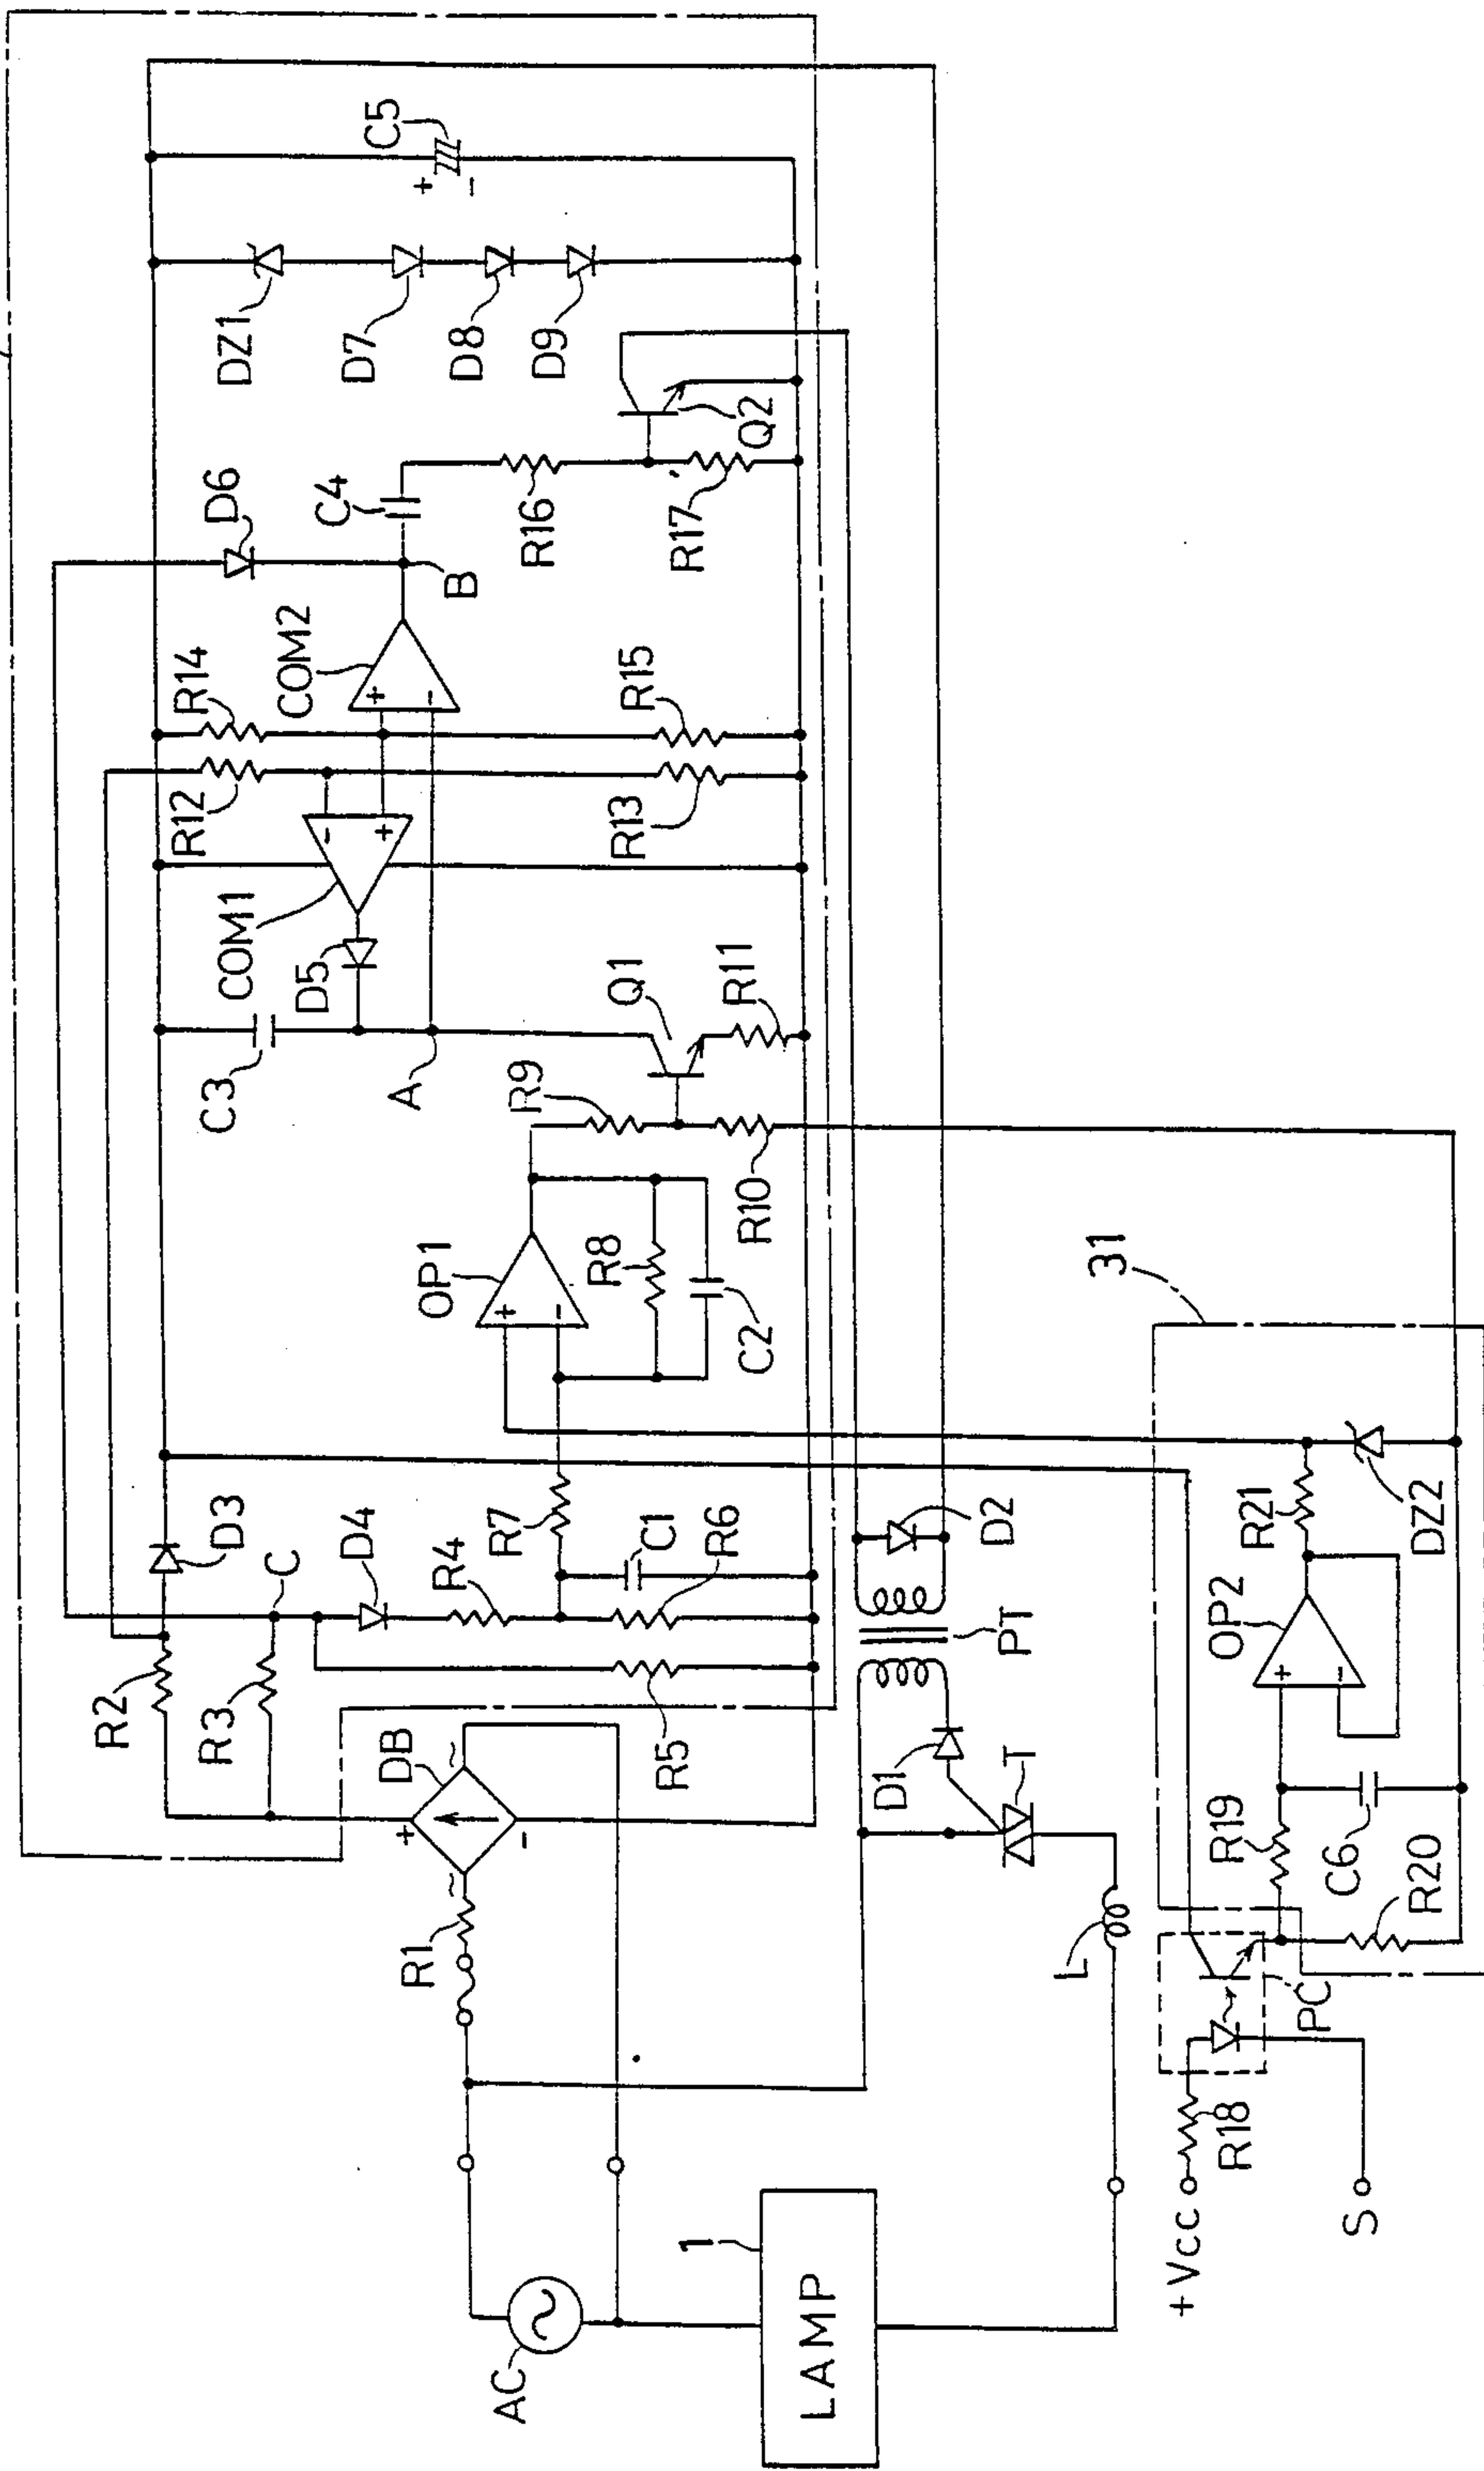 C5
+
-
DZ1
D7
D8
D9
Q2
D6
C4
B
R16
R17
R14
COM2
+
-
R15
R12
-
+
R13
COM1
D5
C3
A
Q1
R11
R9
R10
OP1
+
-
R8
C2
31
D3
C
D4
R4
R7
C1
R6
D2
R21
DZ2
R2
R3
R5
PT
OP2
+
-
DB
+
-
~
~
D1
T
R19
C6
R20
R1
L
PC
R18
+Vcc
S
AC
~
1
LAMP